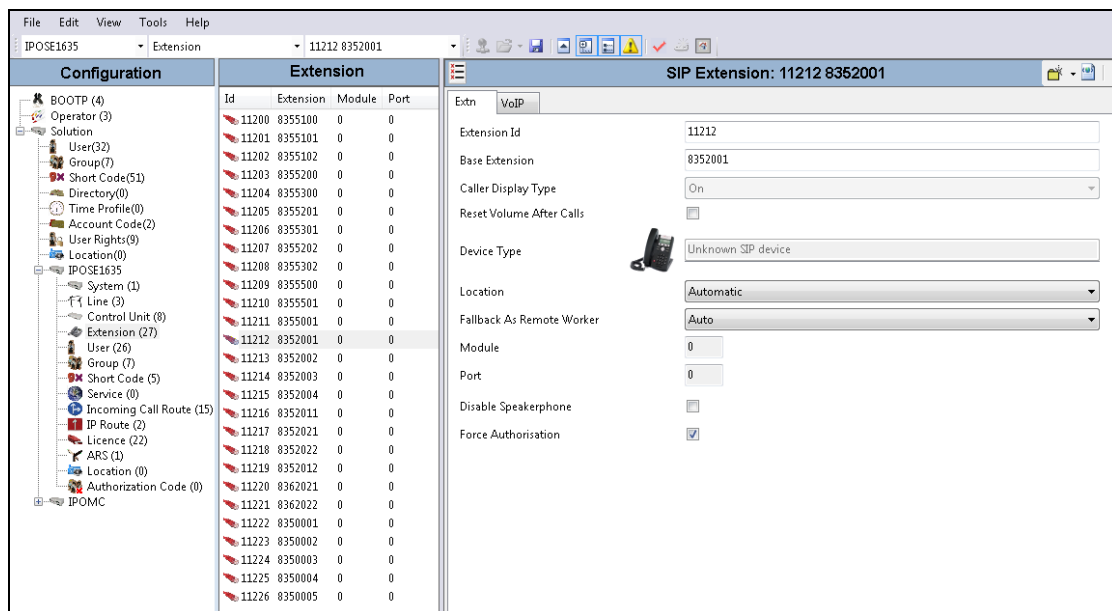 File Edit View Tools Help
IPOSE1635 Extension 11212 8352001
Configuration
BOOTP (4)
Operator (3)
Solution
User(32)
Group(7)
Short Code(51)
Directory(0)
Time Profile(0)
Account Code(2)
User Rights(9)
Location(0)
IPOSE1635
System (1)
Line (3)
Control Unit (8)
Extension (27)
User (26)
Group (7)
Short Code (5)
Service (0)
Incoming Call Route (15)
IP Route (2)
Licence (22)
ARS (1)
Location (0)
Authorization Code (0)
IPOMC
Extension
Id Extension Module Port
11200 8355100 0 0
11201 8355101 0 0
11202 8355102 0 0
11203 8355200 0 0
11204 8355300 0 0
11205 8355201 0 0
11206 8355301 0 0
11207 8355202 0 0
11208 8355302 0 0
11209 8355500 0 0
11210 8355501 0 0
11211 8355001 0 0
11212 8352001 0 0
11213 8352002 0 0
11214 8352003 0 0
11215 8352004 0 0
11216 8352011 0 0
11217 8352021 0 0
11218 8352022 0 0
11219 8352012 0 0
11220 8362021 0 0
11221 8362022 0 0
11222 8350001 0 0
11223 8350002 0 0
11224 8350003 0 0
11225 8350004 0 0
11226 8350005 0 0
SIP Extension: 11212 8352001
Extn VoIP
Extension Id 11212
Base Extension 8352001
Caller Display Type On
Reset Volume After Calls
Device Type Unknown SIP device
Location Automatic
Fallback As Remote Worker Auto
Module 0
Port 0
Disable Speakerphone
Force Authorisation